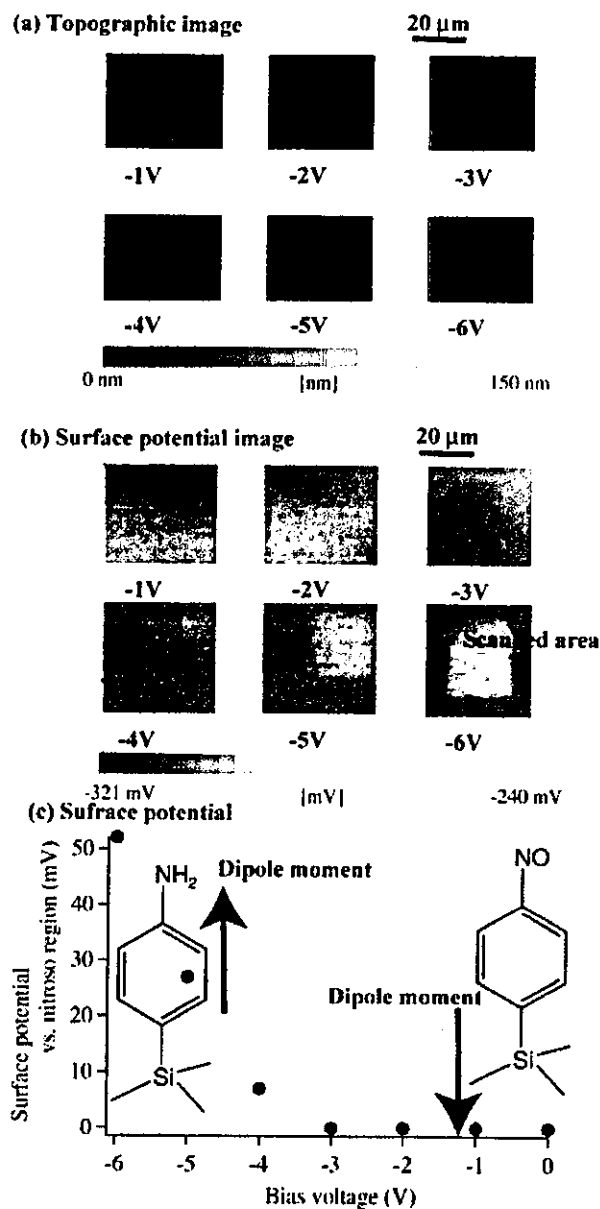 (a) Topographic image
20 μm
-1V -2V -3V
-4V -5V -6V
0 nm [nm] 150 nm
(b) Surface potential image
20 μm
-1V -2V -3V
Scanned area
-4V -5V -6V
-321 mV [mV] -240 mV
(c) Sufrace potential
Surface potential
vs. nitroso region (mV)
50
40
30
20
10
0
NH2
Dipole moment
Si
NO
Dipole moment
Si
-6 -5 -4 -3 -2 -1 0
Bias voltage (V)